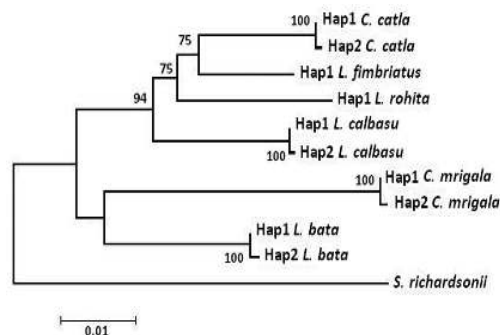 100
Hap1 C. catla
Hap2 C. catla
75
Hap1 L. fimbriatus
75
Hap1 L. rohita
94
Hap1 L. calbasu
100
Hap2 L. calbasu
100
Hap1 C. mrigala
Hap2 C. mrigala
Hap1 L. bata
100
Hap2 L. bata
S. richardsonii
0.01